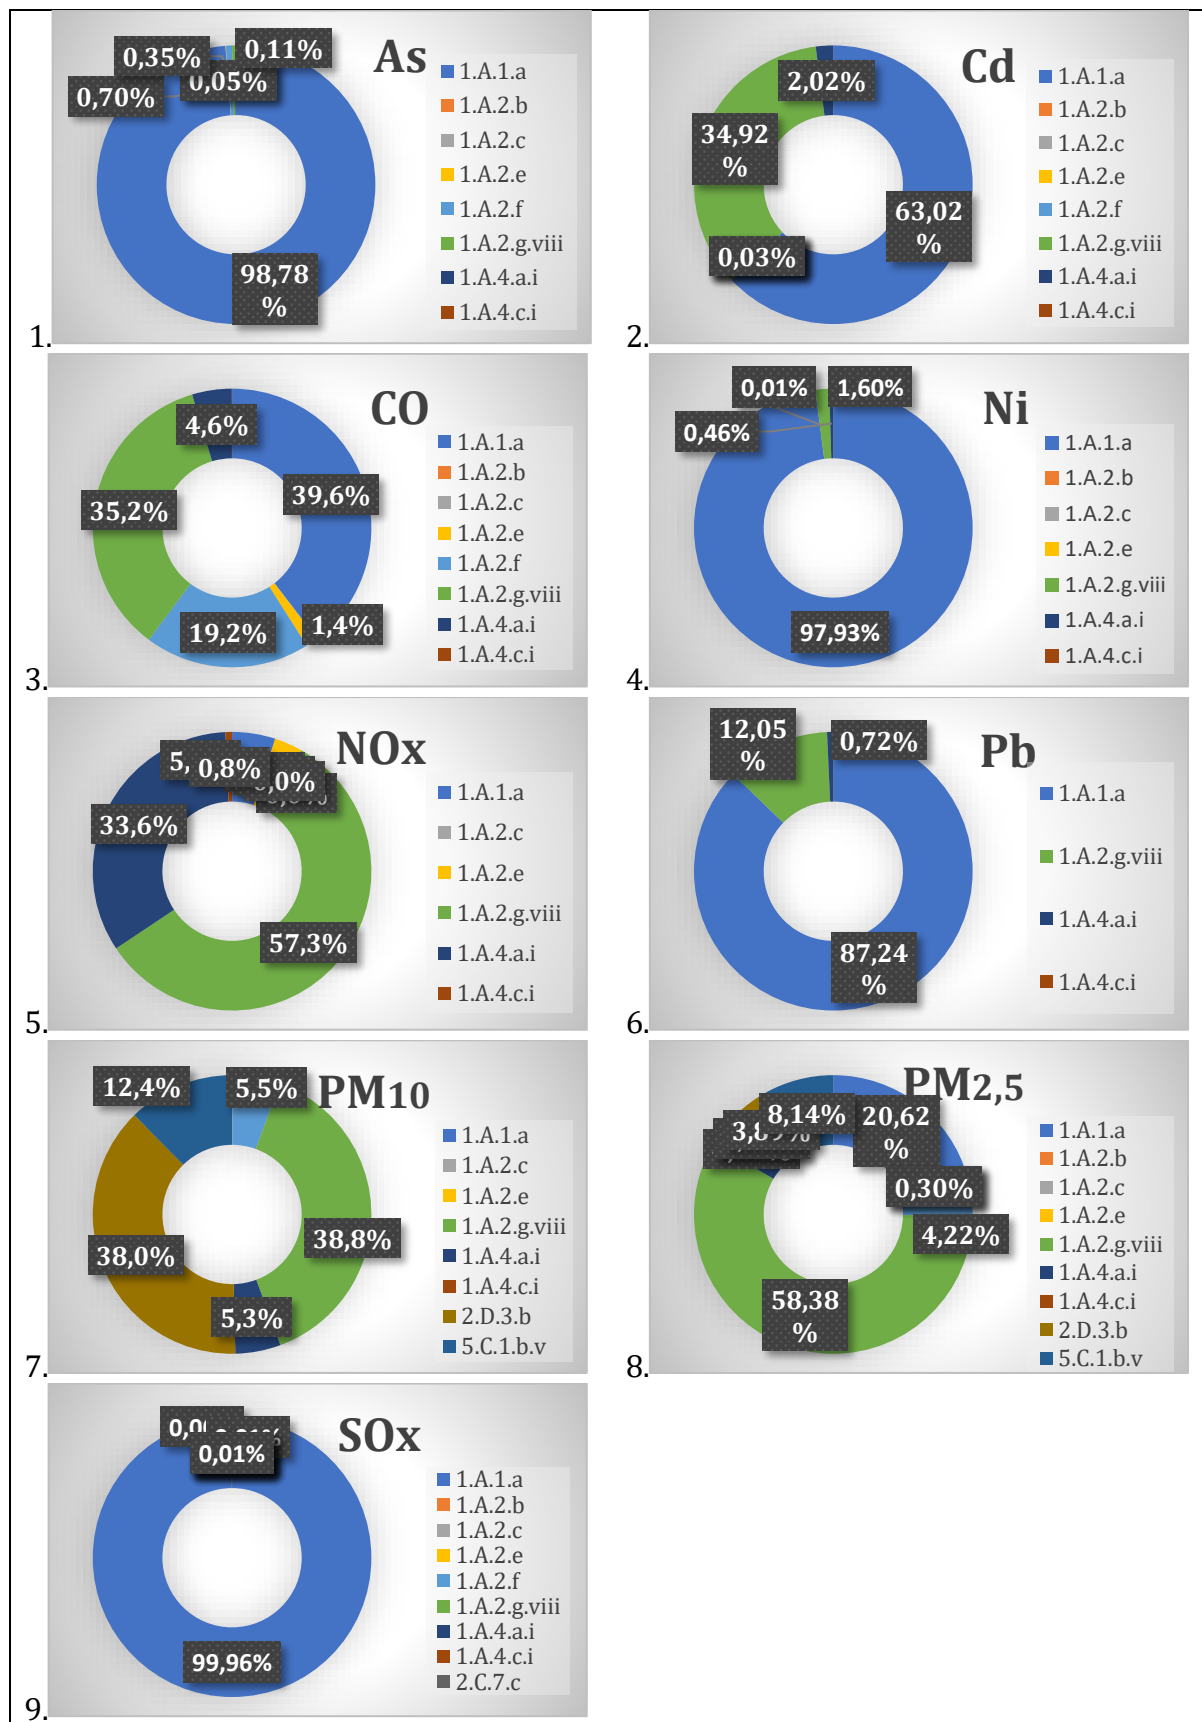 As
0,35%
0,11%
0,05%
0,70%
98,78
%
1.A.1.a
1.A.2.b
1.A.2.c
1.A.2.e
1.A.2.f
1.A.2.g.viii
1.A.4.a.i
1.A.4.c.i
1.
Cd
2,02%
34,92
%
63,02
%
0,03%
1.A.1.a
1.A.2.b
1.A.2.c
1.A.2.e
1.A.2.f
1.A.2.g.viii
1.A.4.a.i
1.A.4.c.i
2.
CO
4,6%
39,6%
35,2%
19,2%
1,4%
1.A.1.a
1.A.2.b
1.A.2.c
1.A.2.e
1.A.2.f
1.A.2.g.viii
1.A.4.a.i
1.A.4.c.i
3.
Ni
0,01%
1,60%
0,46%
97,93%
1.A.1.a
1.A.2.b
1.A.2.c
1.A.2.e
1.A.2.g.viii
1.A.4.a.i
1.A.4.c.i
4.
NOx
0,8%
33,6%
57,3%
1.A.1.a
1.A.2.c
1.A.2.e
1.A.2.g.viii
1.A.4.a.i
1.A.4.c.i
5.
Pb
12,05
%
0,72%
87,24
%
1.A.1.a
1.A.2.g.viii
1.A.4.a.i
1.A.4.c.i
6.
PM10
12,4%
5,5%
38,8%
38,0%
5,3%
1.A.1.a
1.A.2.c
1.A.2.e
1.A.2.g.viii
1.A.4.a.i
1.A.4.c.i
2.D.3.b
5.C.1.b.v
7.
PM2,5
8,14%
20,62
%
0,30%
4,22%
58,38
%
1.A.1.a
1.A.2.b
1.A.2.c
1.A.2.e
1.A.2.g.viii
1.A.4.a.i
1.A.4.c.i
2.D.3.b
5.C.1.b.v
8.
SOx
0,01%
99,96%
1.A.1.a
1.A.2.b
1.A.2.c
1.A.2.e
1.A.2.f
1.A.2.g.viii
1.A.4.a.i
1.A.4.c.i
2.C.7.c
9.